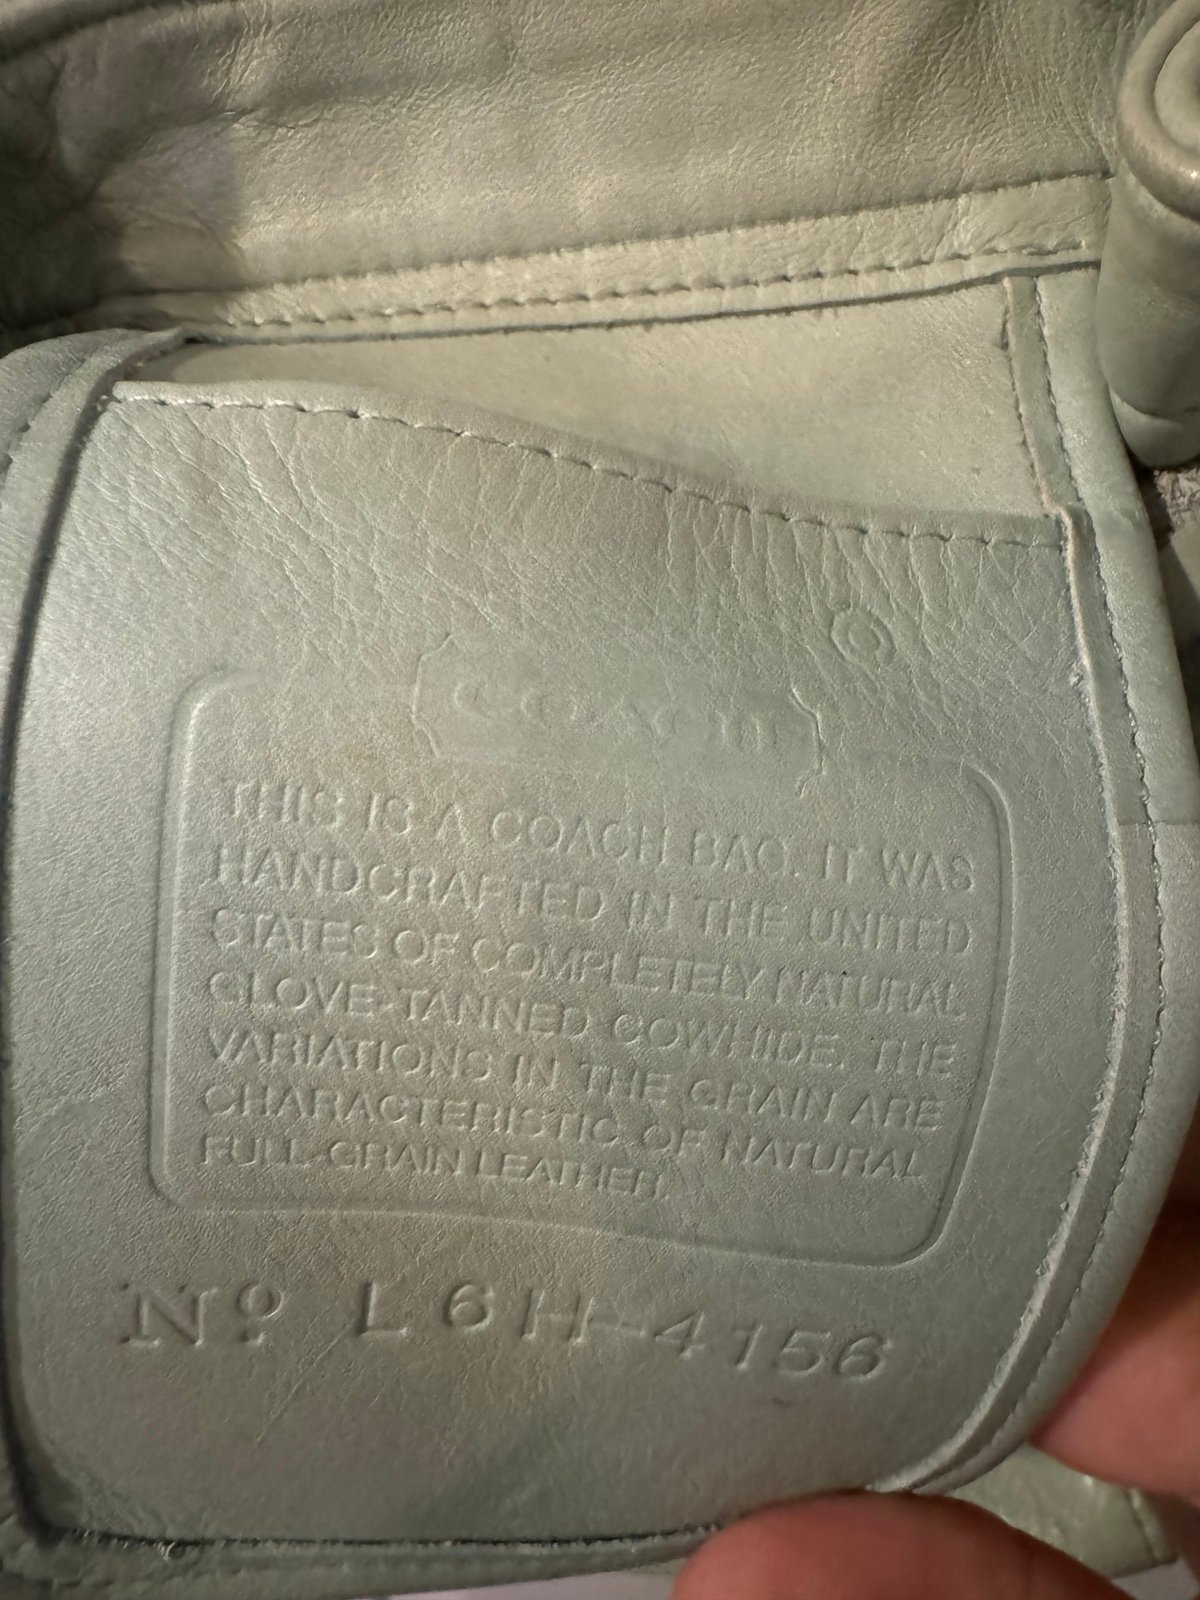 ®
COACH
THIS IS A COACH BAG. IT WAS
HANDCRAFTED IN THE UNITED
STATES OF COMPLETELY NATURAL
GLOVE-TANNED COWHIDE. THE
VARIATIONS IN THE GRAIN ARE
CHARACTERISTIC OF NATURAL
FULL-GRAIN LEATHER.
Nº L6H-4156